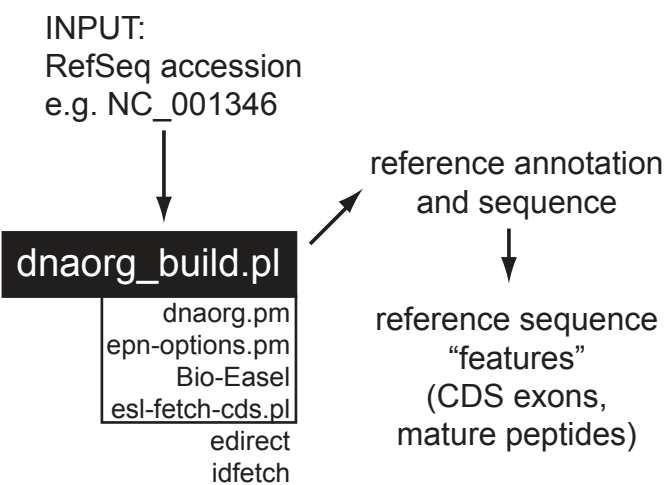 INPUT:
RefSeq accession
e.g. NC_001346
dnaorg_build.pl
dnaorg.pm
epn-options.pm
Bio-Easel
esl-fetch-cds.pl
edirect
idfetch
reference annotation
and sequence
reference sequence
“features”
(CDS exons,
mature peptides)